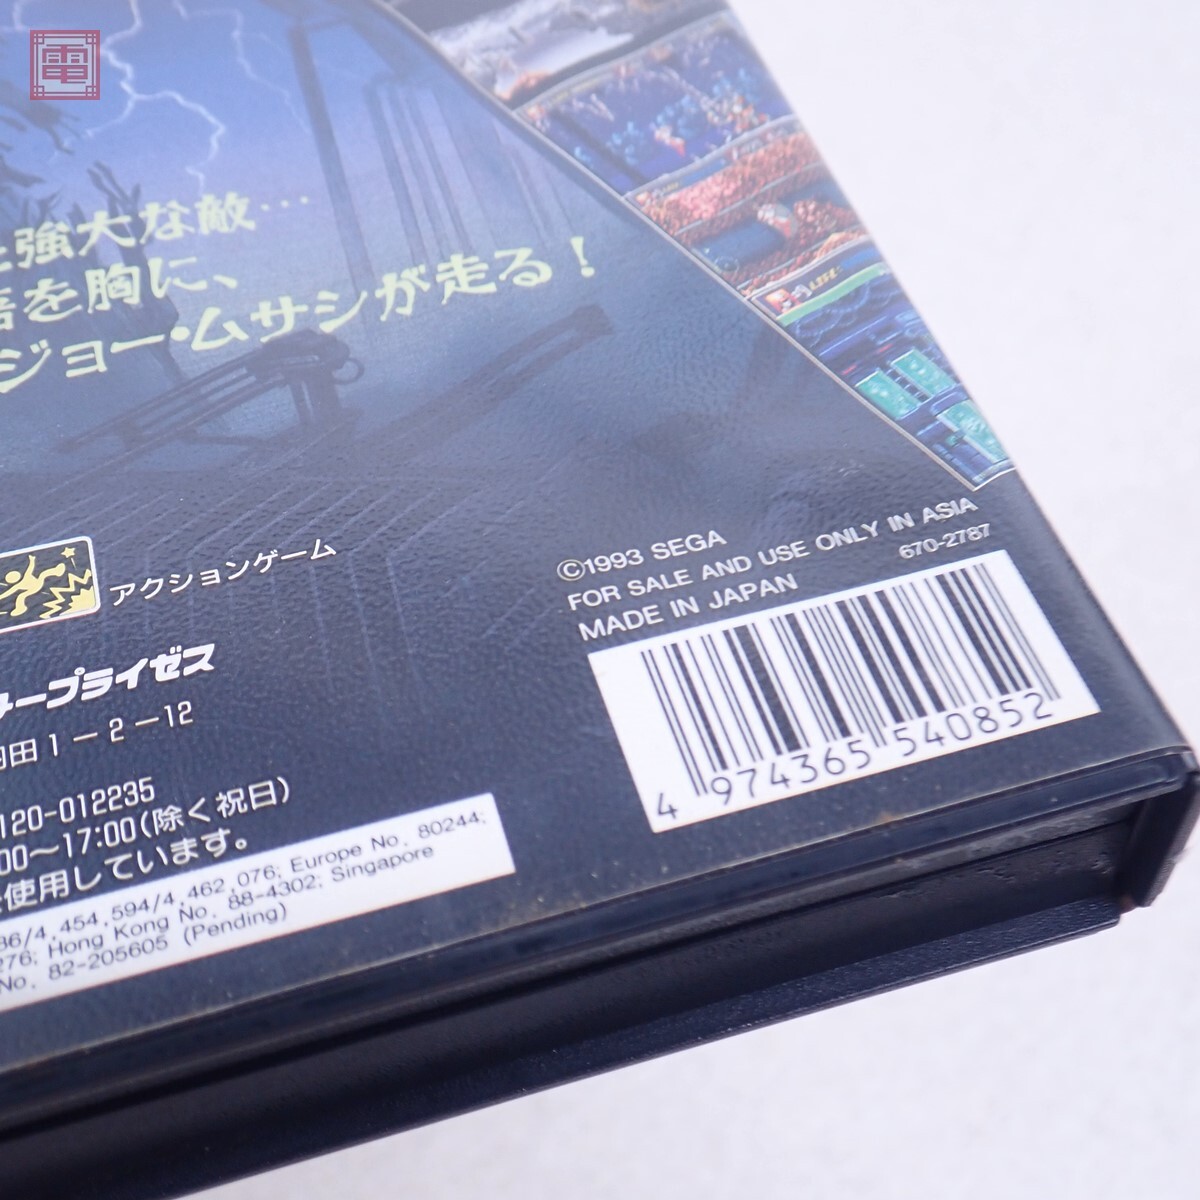 電
強大な敵…
を胸に、
ジョー・ムサシが走る！
アクションゲーム
©1993 SEGA
FOR SALE AND USE ONLY IN ASIA
670-2787
MADE IN JAPAN
ープライゼス
田1-2-12
120-012235
00～17:00(除く祝日)
使用しています。
4 974365 540852
86/4,454,594/4,462,076; Europe No. 80244;
276; Hong Kong No. 88-4302; Singapore
No. 82-205605 (Pending)